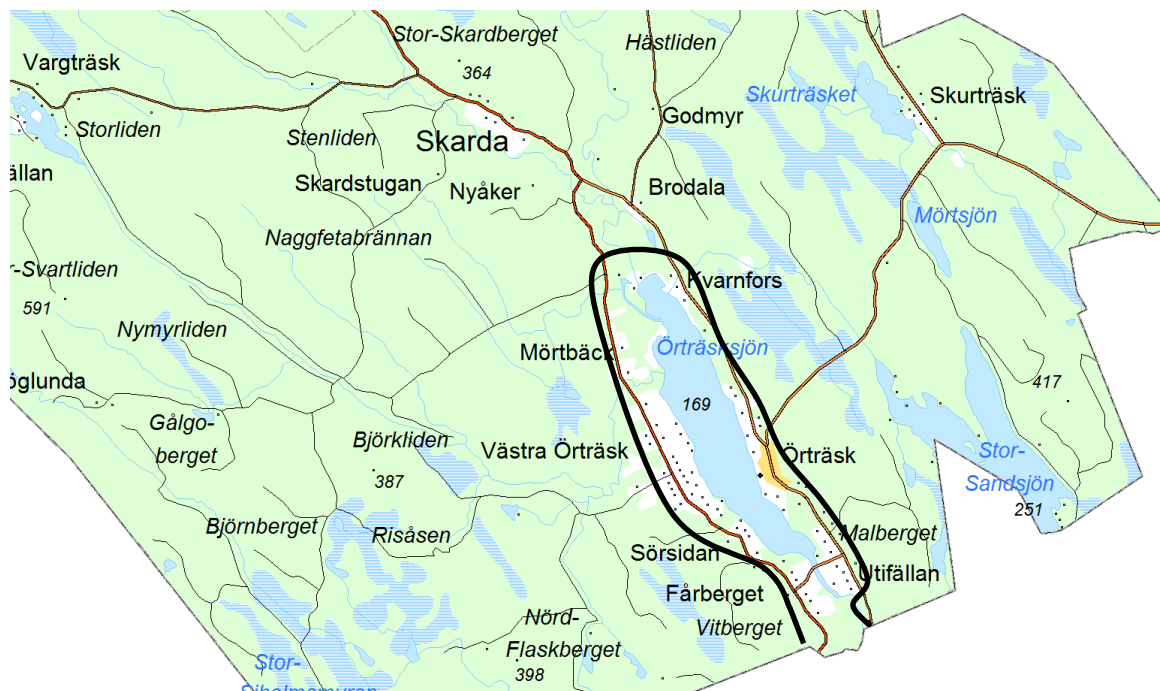 Stor-Skardberget
364
Hästliden
Vargträsk
Skurträsket
Skurträsk
Storliden
Stenliden
Skarda
Godmyr
ällan
Skardstugan
Nyåker
Brodala
Mörtsjön
Naggfetabrännan
r-Svartliden
591
Kvarnfors
Nymyrliden
Mörtbäck
Örträsksjön
öglunda
417
169
Gålgo-
berget
Björkliden
387
Västra Örträsk
Örträsk
Stor-
Sandsjön
251
Björnberget
Risåsen
Malberget
Sörsidan
Utifällan
Fårberget
Vitberget
Nörd-
Flaskberget
398
Stor-